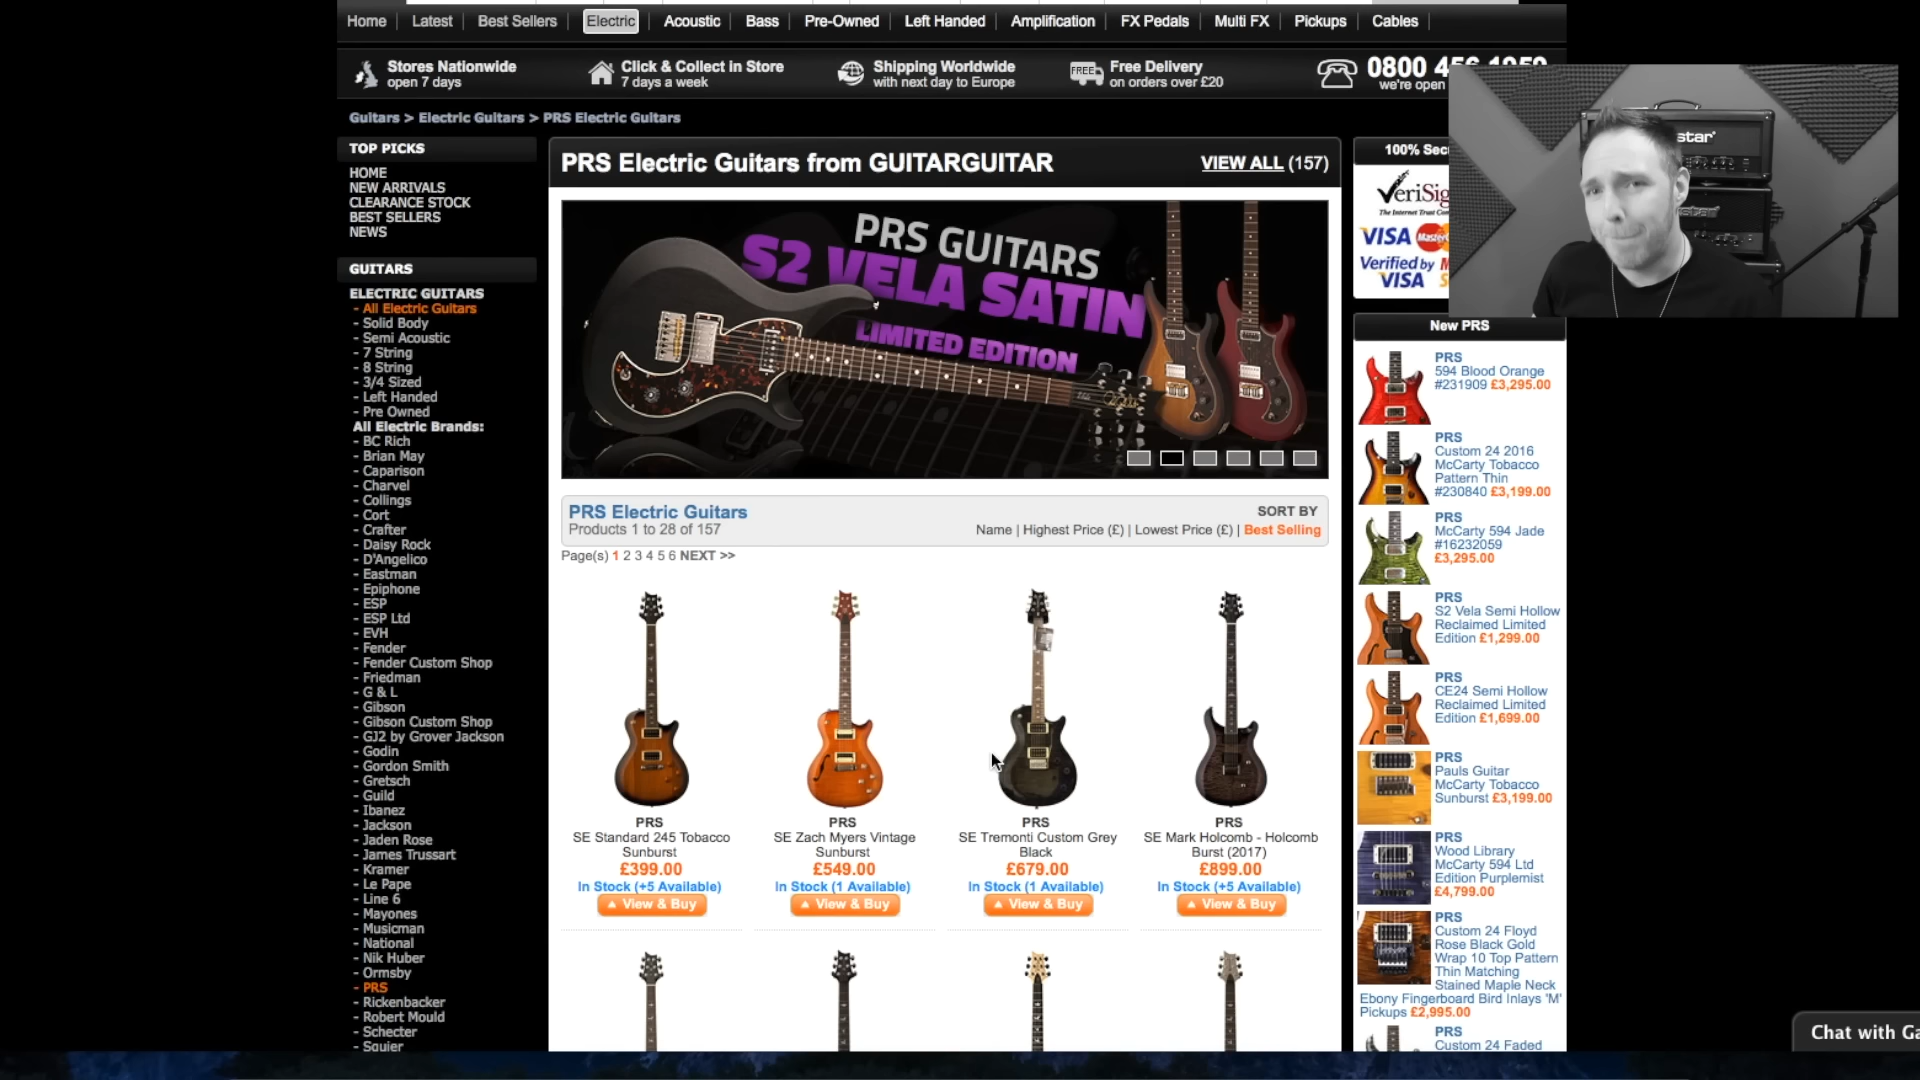 Home Latest Best Sellers Electric Acoustic Bass Pre-Owned Left Handed Amplification FX Pedals Multi FX Pickups Cables
Stores Nationwide
open 7 days
Click & Collect in Store
7 days a week
Shipping Worldwide
with next day to Europe
FREE
Free Delivery
on orders over £20
0800 456 1959
we're open
Guitars > Electric Guitars > PRS Electric Guitars
TOP PICKS
HOME
NEW ARRIVALS
CLEARANCE STOCK
BEST SELLERS
NEWS
GUITARS
ELECTRIC GUITARS
- All Electric Guitars
- Solid Body
- Semi Acoustic
- 7 String
- 8 String
- 3/4 Sized
- Left Handed
- Pre Owned
All Electric Brands:
- BC Rich
- Brian May
- Caparison
- Charvel
- Collings
- Cort
- Crafter
- Daisy Rock
- D'Angelico
- Eastman
- Epiphone
- ESP
- ESP Ltd
- EVH
- Fender
- Fender Custom Shop
- Friedman
- G & L
- Gibson
- Gibson Custom Shop
- GJ2 by Grover Jackson
- Godin
- Gordon Smith
- Gretsch
- Guild
- Ibanez
- Jackson
- Jaden Rose
- James Trussart
- Kramer
- Le Pape
- Line 6
- Mayones
- Musicman
- National
- Nik Huber
- Ormsby
- PRS
- Rickenbacker
- Robert Mould
- Schecter
- Squier
PRS Electric Guitars from GUITARGUITAR
VIEW ALL (157)
PRS GUITARS
S2 VELA SATIN
LIMITED EDITION
PRS Electric Guitars
Products 1 to 28 of 157
SORT BY
Name | Highest Price (£) | Lowest Price (£) | Best Selling
Page(s) 1 2 3 4 5 6 NEXT >>
PRS
SE Standard 245 Tobacco
Sunburst
£399.00
In Stock (+5 Available)
View & Buy
PRS
SE Zach Myers Vintage
Sunburst
£549.00
In Stock (1 Available)
View & Buy
PRS
SE Tremonti Custom Grey
Black
£679.00
In Stock (1 Available)
View & Buy
PRS
SE Mark Holcomb - Holcomb
Burst (2017)
£899.00
In Stock (+5 Available)
View & Buy
100% Sec
VeriSig
The Internet Trust Con
VISA Master
Verified by M
VISA S
star
star
New PRS
PRS
594 Blood Orange
#231909 £3,295.00
PRS
Custom 24 2016
McCarty Tobacco
Pattern Thin
#230840 £3,199.00
PRS
McCarty 594 Jade
#16232059
£3,295.00
PRS
S2 Vela Semi Hollow
Reclaimed Limited
Edition £1,299.00
PRS
CE24 Semi Hollow
Reclaimed Limited
Edition £1,699.00
PRS
Pauls Guitar
McCarty Tobacco
Sunburst £3,199.00
PRS
Wood Library
McCarty 594 Ltd
Edition Purplemist
£4,799.00
PRS
Custom 24 Floyd
Rose Black Gold
Wrap 10 Top Pattern
Thin Matching
Stained Maple Neck
Ebony Fingerboard Bird Inlays 'M'
Pickups £2,995.00
PRS
Custom 24 Faded
Chat with Ga